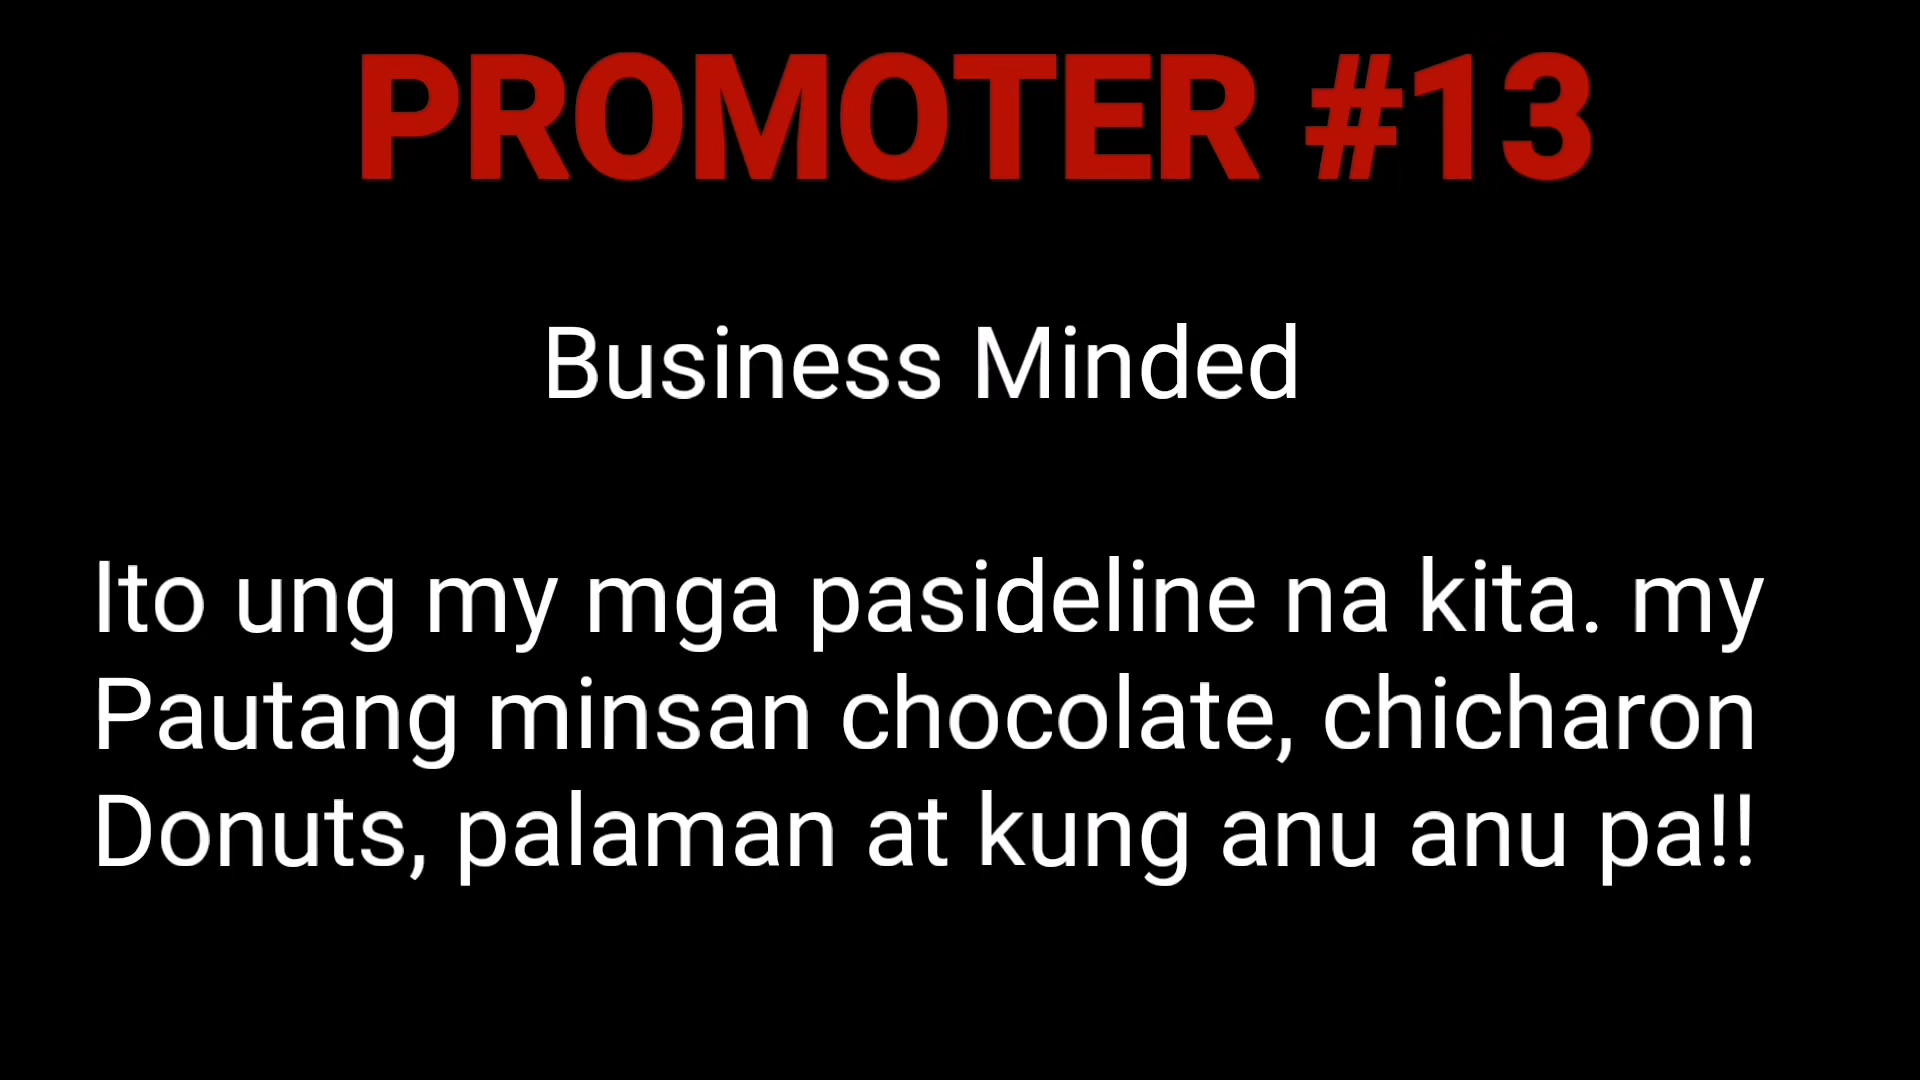 PROMOTER #13
Business Minded
Ito ung my mga pasideline na kita. my
Pautang minsan chocolate, chicharon
Donuts, palaman at kung anu anu pa!!